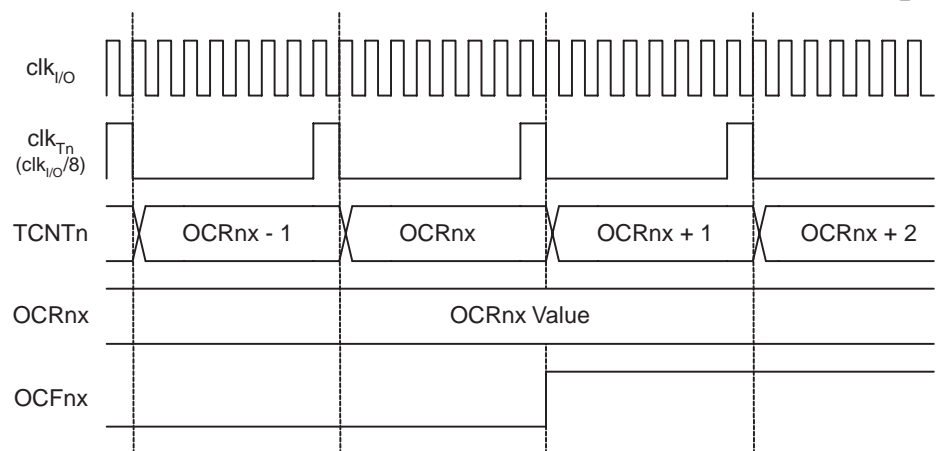 clkI/O
clkTn
(clkI/O/8)
TCNTn
OCRnx - 1
OCRnx
OCRnx + 1
OCRnx + 2
OCRnx
OCRnx Value
OCFnx